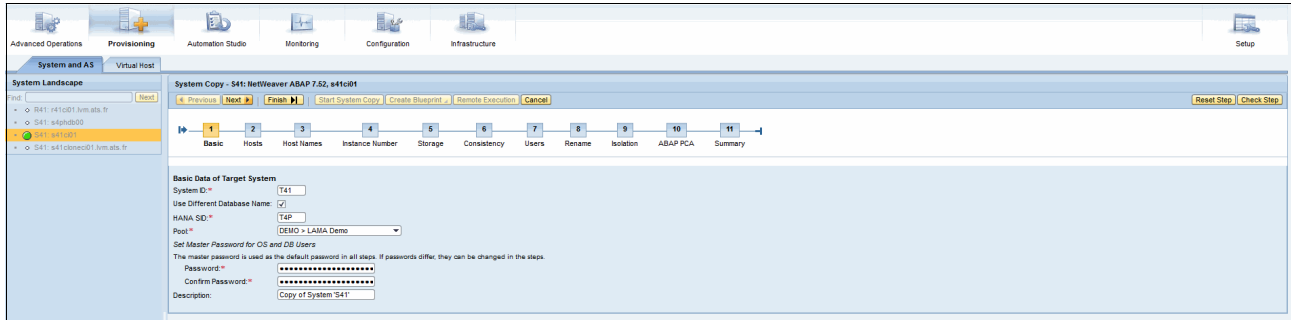 Advanced Operations Provisioning Automation Studio Monitoring Configuration Infrastructure Setup
System and AS Virtual Host
System Landscape
Find: Next
R41: r41ci01.lvm.ata.fr
S41: s4phdb00
S41: s41ci01
S41: s41cloneci01.lvm.ats.fr
System Copy - S41: NetWeaver ABAP 7.52, s41ci01
Previous Next Finish Start System Copy Create Blueprint Remote Execution Cancel Reset Step Check Step
1 2 3 4 5 6 7 8 9 10 11
Basic Hosts Host Names Instance Number Storage Consistency Users Rename Isolation ABAP PCA Summary
Basic Data of Target System
System ID:* T41
Use Different Database Name:
HANA SID:* T4P
Pool:* DEMO > LAMA Demo
Set Master Password for OS and DB Users
The master password is used as the default password in all steps. If passwords differ, they can be changed in the steps.
Password:*
Confirm Password:*
Description: Copy of System 'S41'